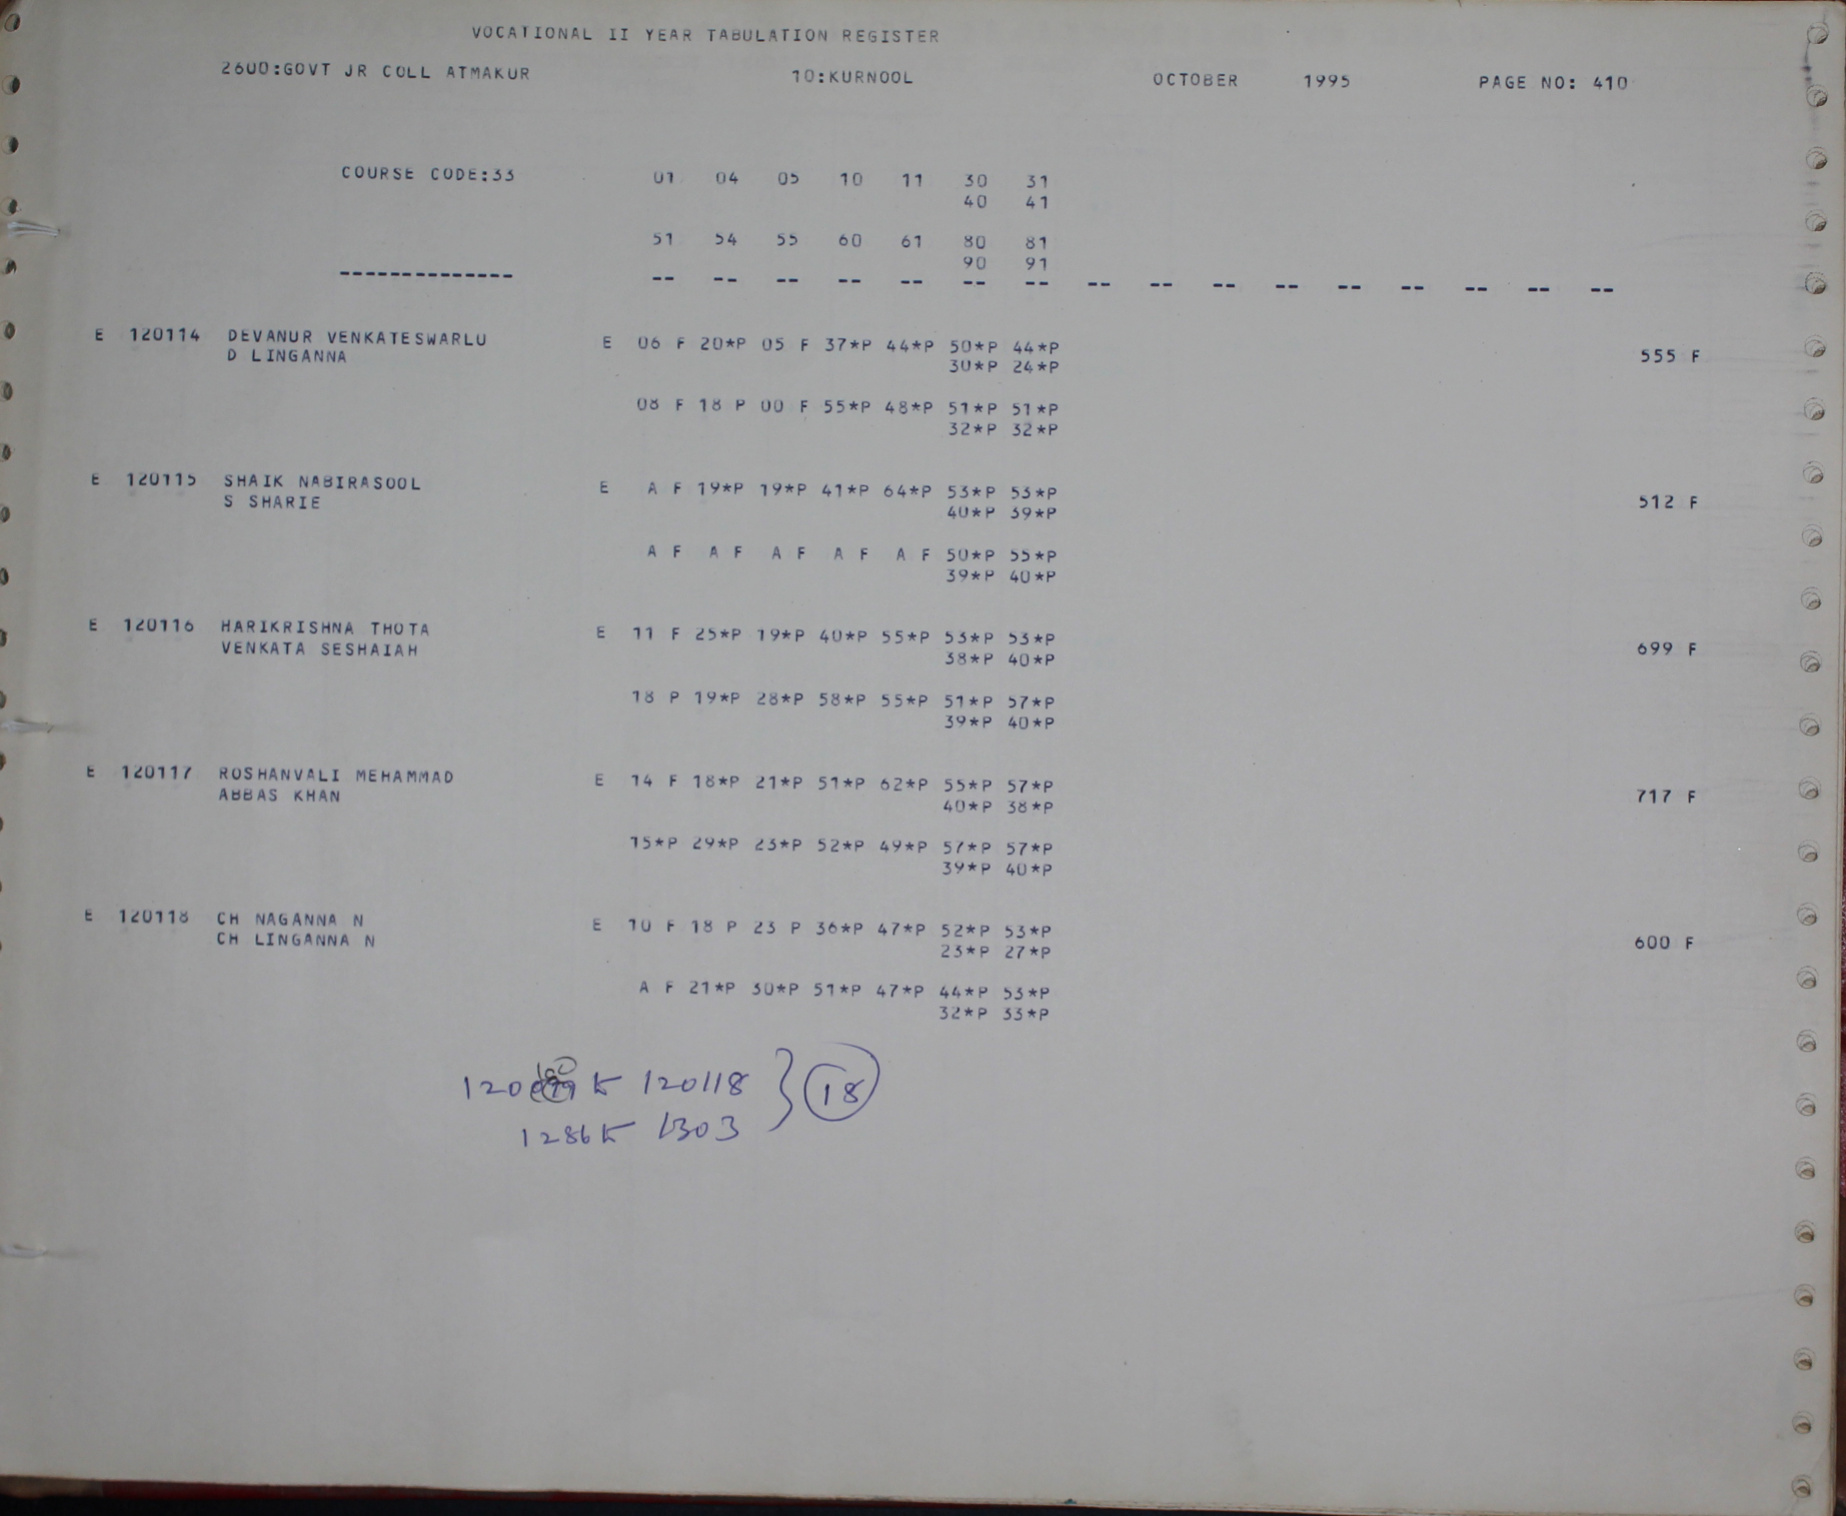 VOCATIONAL II YEAR TABULATION REGISTER
2600:GOVT JR COLL ATMAKUR 10:KURNOOL OCTOBER 1995 PAGE NO: 410
COURSE CODE:33 01 04 05 10 11 30 31
40 41
51 54 55 60 61 80 81
90 91
-------------- -- -- -- -- -- -- -- -- -- -- -- -- -- -- -- --
E 120114 DEVANUR VENKATESWARLU E 06 F 20*P 05 F 37*P 44*P 50*P 44*P
D LINGANNA 30*P 24*P 555 F
08 F 18 P 00 F 55*P 48*P 51*P 51*P
32*P 32*P
E 120115 SHAIK NABIRASOOL E A F 19*P 19*P 41*P 64*P 53*P 53*P
S SHARIE 40*P 39*P 512 F
A F A F A F A F A F 50*P 55*P
39*P 40*P
E 120116 HARIKRISHNA THOTA E 11 F 25*P 19*P 40*P 55*P 53*P 53*P
VENKATA SESHAIAH 38*P 40*P 699 F
18 P 19*P 28*P 58*P 55*P 51*P 57*P
39*P 40*P
E 120117 ROSHANVALI MEHAMMAD E 14 F 18*P 21*P 51*P 62*P 55*P 57*P
ABBAS KHAN 40*P 38*P 717 F
15*P 29*P 23*P 52*P 49*P 57*P 57*P
39*P 40*P
E 120118 CH NAGANNA N E 10 F 18 P 23 P 36*P 47*P 52*P 53*P
CH LINGANNA N 23*P 27*P 600 F
A F 21*P 30*P 51*P 47*P 44*P 53*P
32*P 33*P
120118 } 18
1286 to 1303